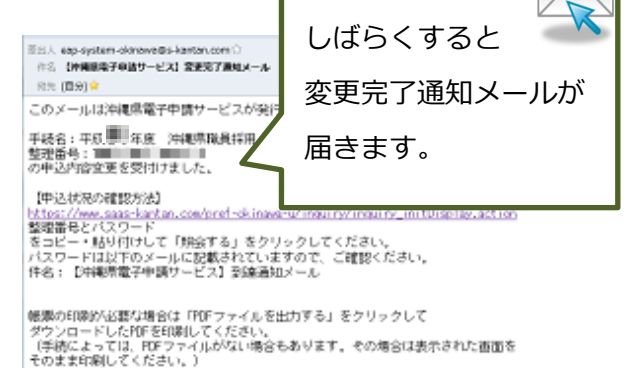 しばらくすると
変更完了通知メールが
届きます。
差出人 eap-system-okinawa@s-kantan.com
件名 【沖縄県電子申請サービス】変更完了通知メール
宛先 (自分)
このメールは沖縄県電子申請サービスが発行
手続名：平成 年度 沖縄県職員採用
整理番号：
の申込内容変更を受付けました。
【申込状況の確認方法】
https://www.saas-kantan.com/pref-okinawa-u/inquiry/inquiry_initDisplay.action
整理番号とパスワード
をコピー・貼り付けして「照会する」をクリックしてください。
パスワードは以下のメールに記載されていますので、ご確認ください。
件名：【沖縄県電子申請サービス】到達通知メール
帳票の印刷が必要な場合は「PDFファイルを出力する」をクリックして
ダウンロードしたPDFを印刷してください。
（手続によっては、PDFファイルがない場合もあります。その場合は表示された画面を
そのまま印刷してください。）